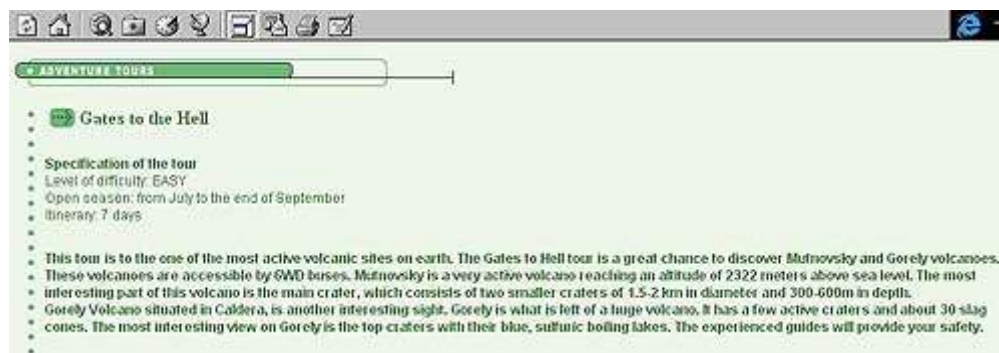 ADVENTURE TOURS
Gates to the Hell
Specification of the tour
Level of difficulty: EASY
Open season: from July to the end of September
Itinerary: 7 days
This tour is to the one of the most active volcanic sites on earth. The Gates to Hell tour is a great chance to discover Mutnovsky and Gorely volcanoes.
These volcanoes are accessible by 6WD buses. Mutnovsky is a very active volcano reaching an altitude of 2322 meters above sea level. The most
interesting part of this volcano is the main crater, which consists of two smaller craters of 1.5-2 km in diameter and 300-600m in depth.
Gorely Volcano situated in Caldera, is another interesting sight. Gorely is what is left of a huge volcano. It has a few active craters and about 30 slag
cones. The most interesting view on Gorely is the top craters with their blue, sulfuric boiling lakes. The experienced guides will provide your safety.